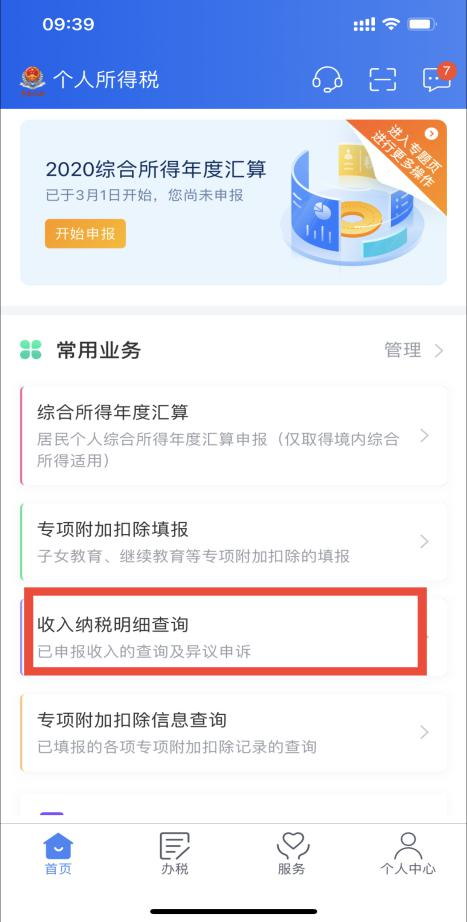 09:39
个人所得税
7
进入专题页
进行更多操作
2020综合所得年度汇算
已于3月1日开始，您尚未申报
开始申报
常用业务
管理
综合所得年度汇算
居民个人综合所得年度汇算申报（仅取得境内综合
所得适用）
专项附加扣除填报
子女教育、继续教育等专项附加扣除的填报
收入纳税明细查询
已申报收入的查询及异议申诉
专项附加扣除信息查询
已填报的各项专项附加扣除记录的查询
首页
办税
服务
个人中心